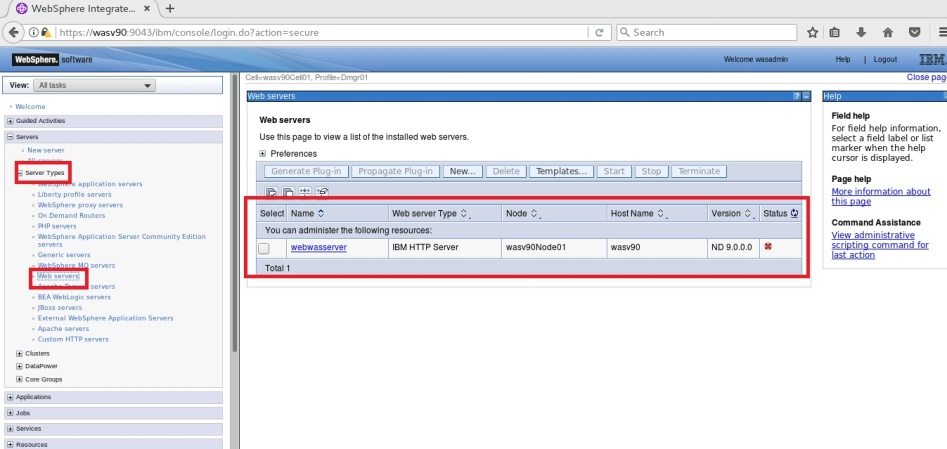 WebSphere Integrate...
https://wasv90:9043/ibm/console/login.do?action=secure
Search
WebSphere. software
Welcome wasadmin
Help
Logout
IBM.
View: All tasks
Cell=wasv90Cell01, Profile=Dmgr01
Close page
Welcome
Guided Activities
Servers
New server
All servers
Server Types
WebSphere application servers
Liberty profile servers
WebSphere proxy servers
On Demand Routers
PHP servers
WebSphere Application Server Community Edition
servers
Generic servers
WebSphere MQ servers
Web servers
BEA WebLogic servers
JBoss servers
External WebSphere Application Servers
Apache servers
Custom HTTP servers
Clusters
DataPower
Core Groups
Applications
Jobs
Services
Resources
Web servers
Web servers
Use this page to view a list of the installed web servers.
Preferences
Generate Plug-in Propagate Plug-in New... Delete Templates... Start Stop Terminate
Select Name Web server Type Node Host Name Version Status
You can administer the following resources:
webwasserver IBM HTTP Server wasv90Node01 wasv90 ND 9.0.0.0
Total 1
Help
Field help
For field help information,
select a field label or list
marker when the help
cursor is displayed.
Page help
More information about
this page
Command Assistance
View administrative
scripting command for
last action